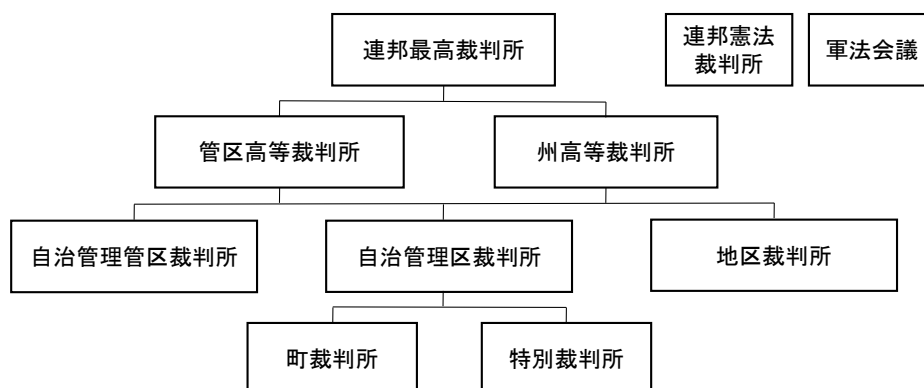 連邦最高裁判所
連邦憲法
裁判所
軍法会議
管区高等裁判所
州高等裁判所
自治管理管区裁判所
自治管理区裁判所
地区裁判所
町裁判所
特別裁判所